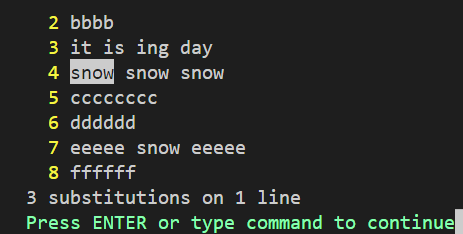 2 bbbb
3 it is ing day
4 snow snow snow
5 cccccccc
6 dddddd
7 eeeee snow eeeee
8 ffffff
3 substitutions on 1 line
Press ENTER or type command to continue